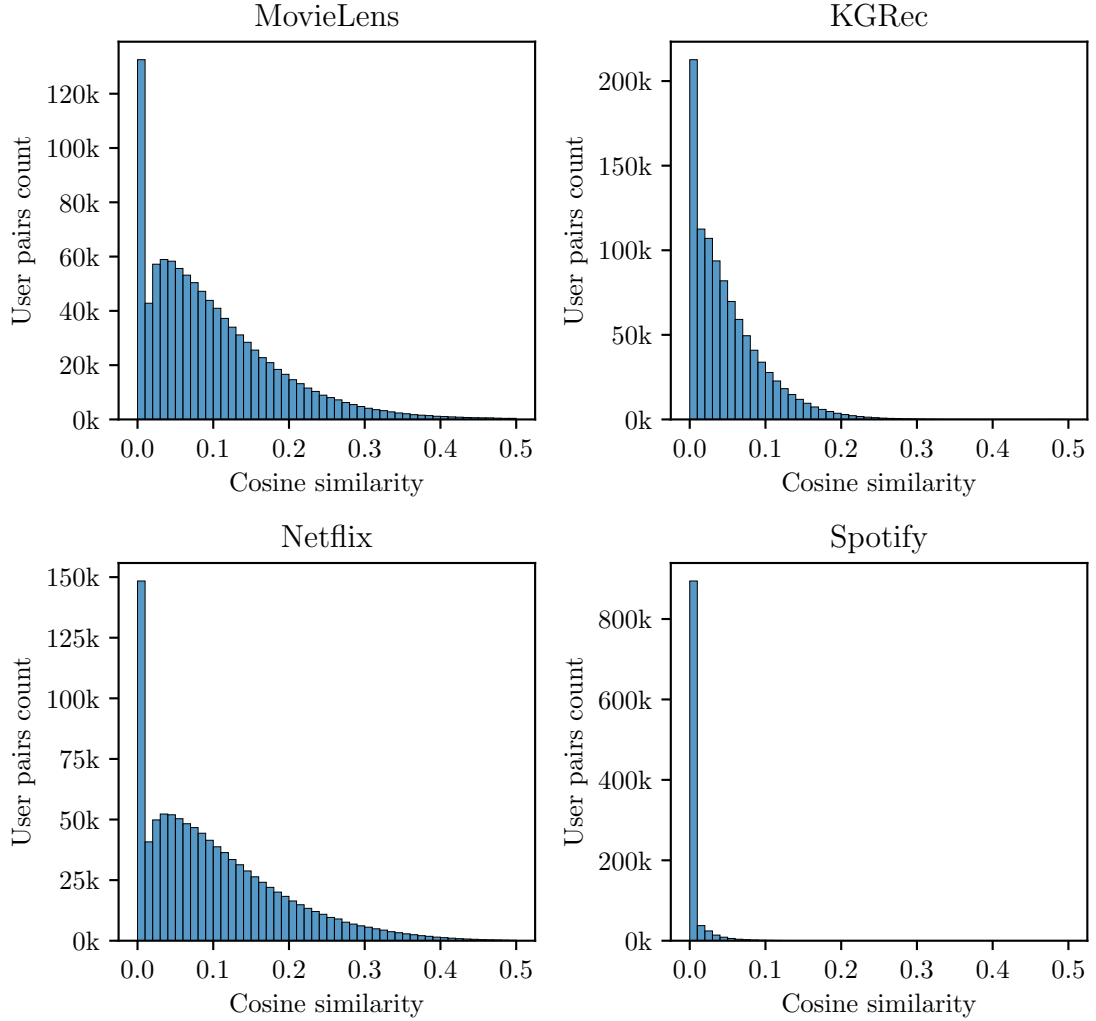 MovieLens
120k
100k
80k
60k
40k
20k
0k
User pairs count
0.0 0.1 0.2 0.3 0.4 0.5
Cosine similarity
KGRec
200k
150k
100k
50k
0k
User pairs count
0.0 0.1 0.2 0.3 0.4 0.5
Cosine similarity
Netflix
150k
125k
100k
75k
50k
25k
0k
User pairs count
0.0 0.1 0.2 0.3 0.4 0.5
Cosine similarity
Spotify
800k
600k
400k
200k
0k
User pairs count
0.0 0.1 0.2 0.3 0.4 0.5
Cosine similarity